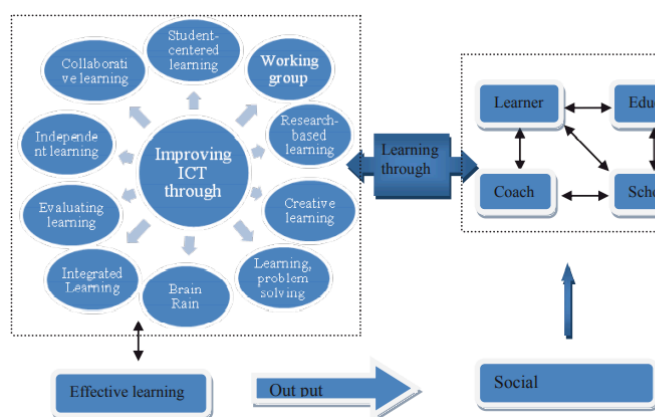 Student-
centered
learning
Working
group
Collaborati
ve learning
Research-
based
learning
Independe
nt learning
Improving
ICT
through
Creative
learning
Evaluating
learning
Learning,
problem
solving
Integrated
Learning
Brain
Rain
Learning
through
Learner
Coach
Effective learning
Out put
Social